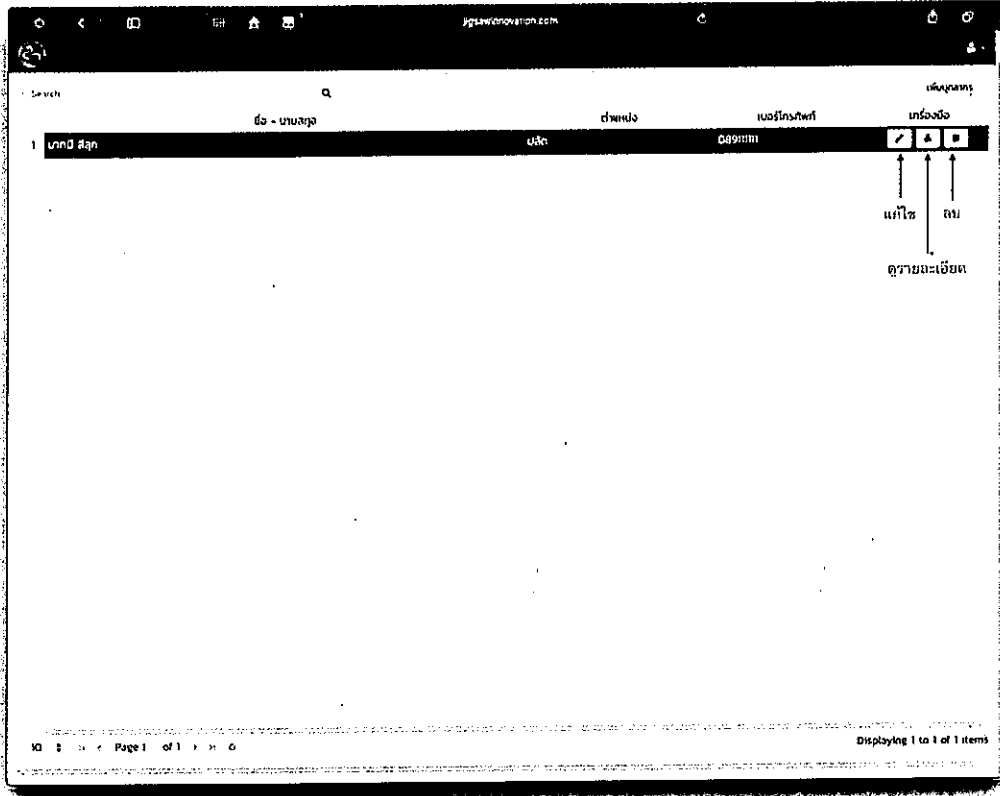 jigsawinnovation.com
Search
เพิ่มบุคลากร
ชื่อ - นามสกุล ตำแหน่ง เบอร์โทรศัพท์ เครื่องมือ
1 ปลัด
แก้ไข ลบ
ดูรายละเอียด
Page 1 of 1 Displaying 1 to 1 of 1 items